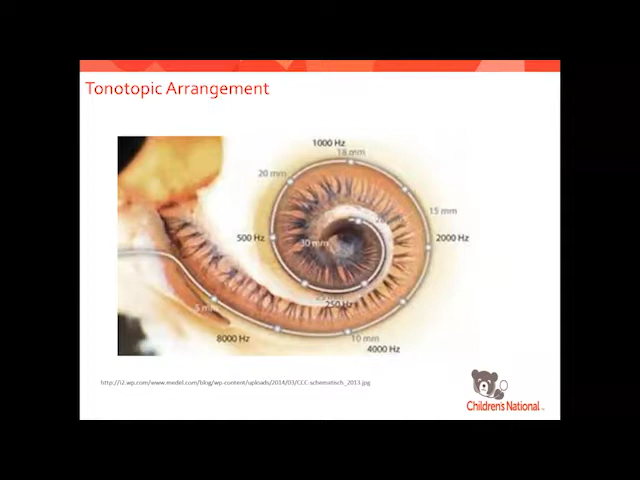 Tonotopic Arrangement
1000 Hz
18 mm
20 mm
15 mm
500 Hz
30 mm
2000 Hz
250 Hz
5 mm
8000 Hz
10 mm
4000 Hz
http://i2.wp.com/www.medel.com/blog/wp-content/uploads/2014/03/CCC-schematisch_2013.jpg
Children's National